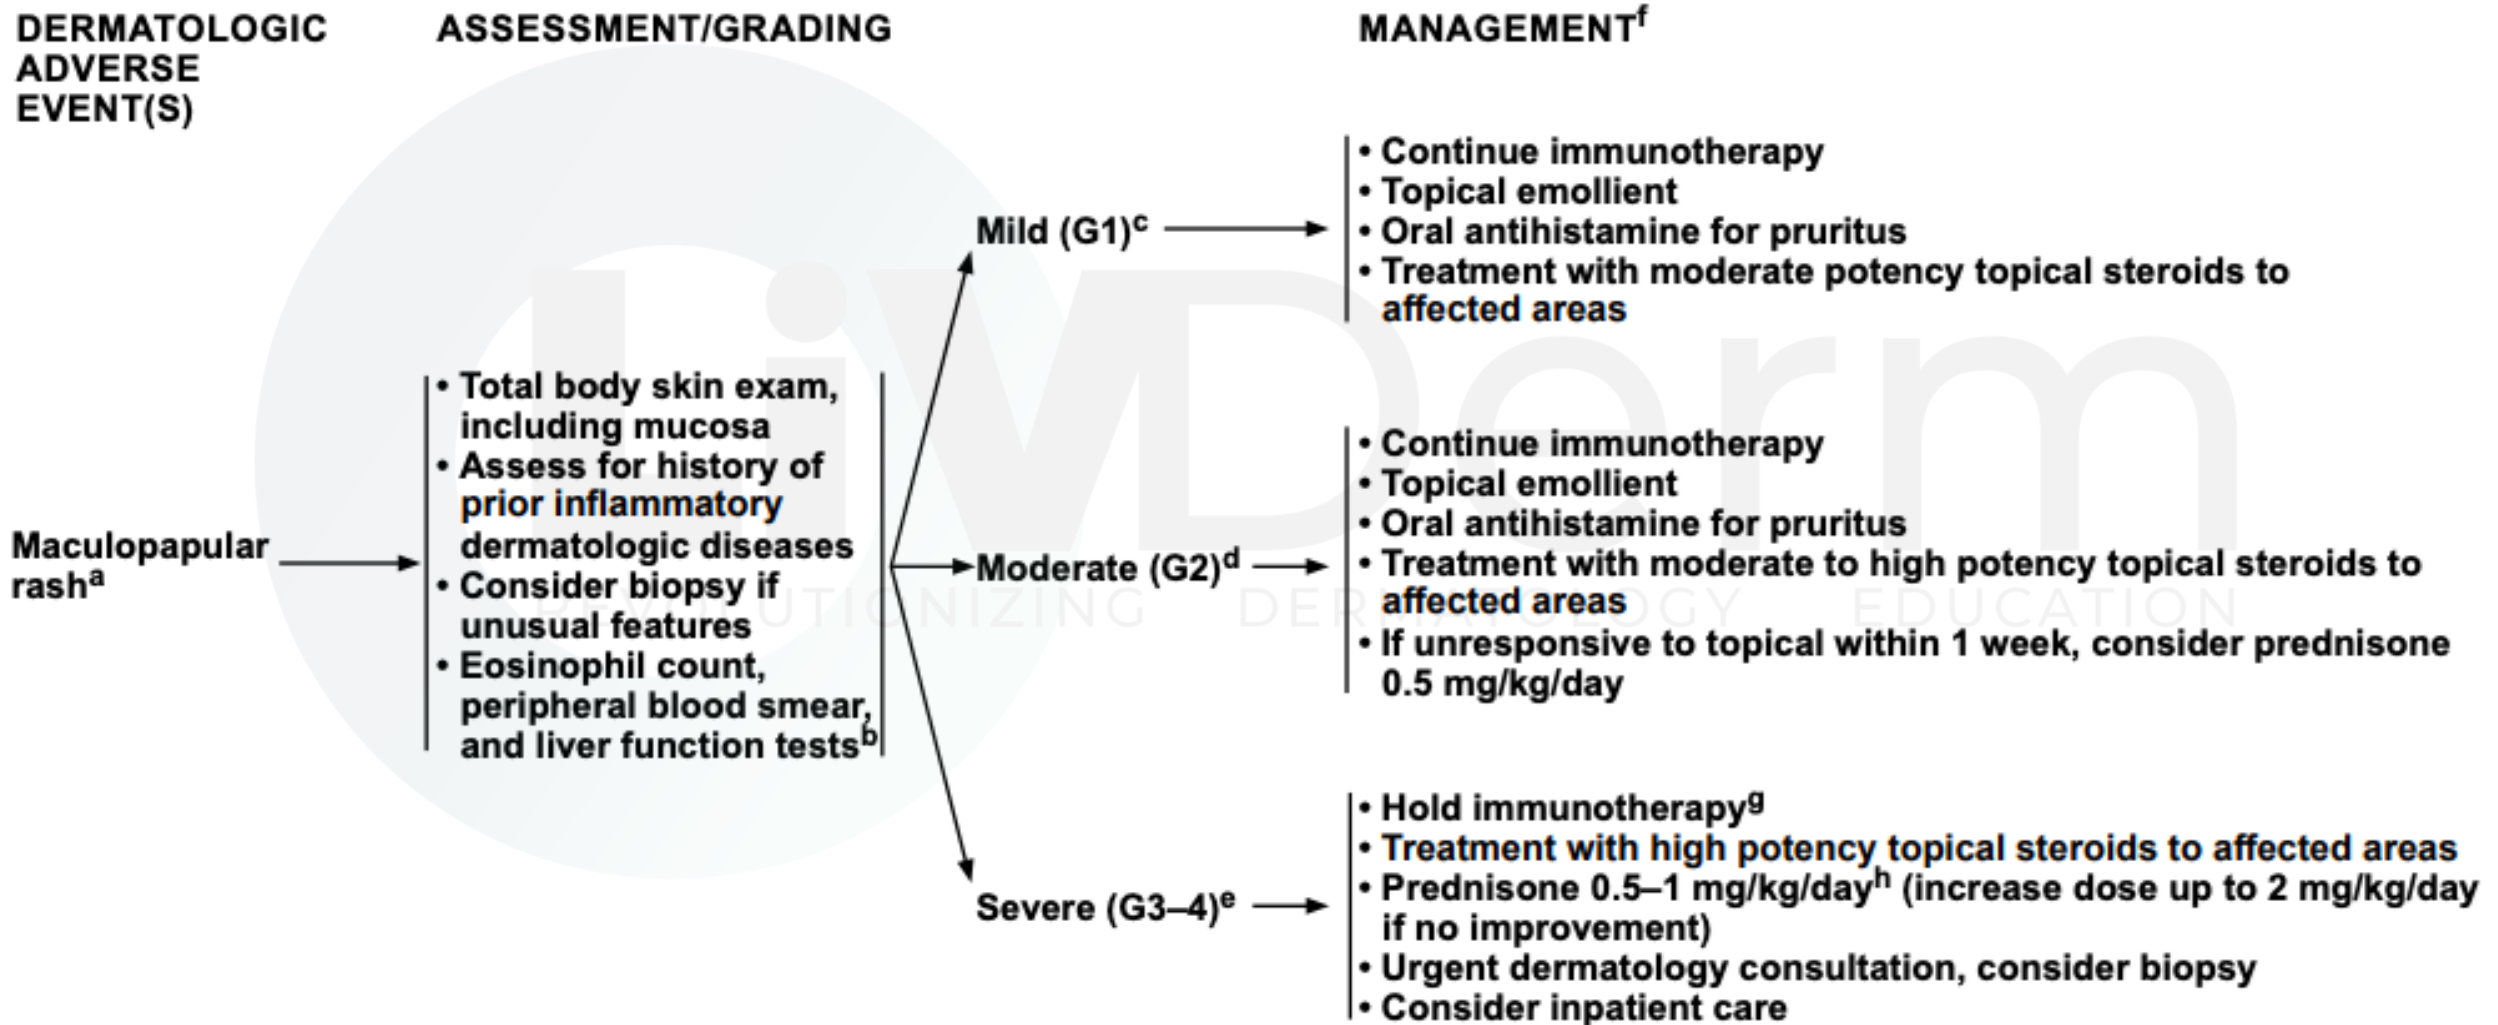 DERMATOLOGIC
ADVERSE
EVENT(S)
ASSESSMENT/GRADING
MANAGEMENTf
Maculopapular
rasha
• Total body skin exam,
including mucosa
• Assess for history of
prior inflammatory
dermatologic diseases
• Consider biopsy if
unusual features
• Eosinophil count,
peripheral blood smear,
and liver function testsb
Mild (G1)c
• Continue immunotherapy
• Topical emollient
• Oral antihistamine for pruritus
• Treatment with moderate potency topical steroids to
affected areas
Moderate (G2)d
• Continue immunotherapy
• Topical emollient
• Oral antihistamine for pruritus
• Treatment with moderate to high potency topical steroids to
affected areas
• If unresponsive to topical within 1 week, consider prednisone
0.5 mg/kg/day
Severe (G3–4)e
• Hold immunotherapyg
• Treatment with high potency topical steroids to affected areas
• Prednisone 0.5–1 mg/kg/dayh (increase dose up to 2 mg/kg/day
if no improvement)
• Urgent dermatology consultation, consider biopsy
• Consider inpatient care
LiVDerm
REVOLUTIONIZING DERMATOLOGY EDUCATION